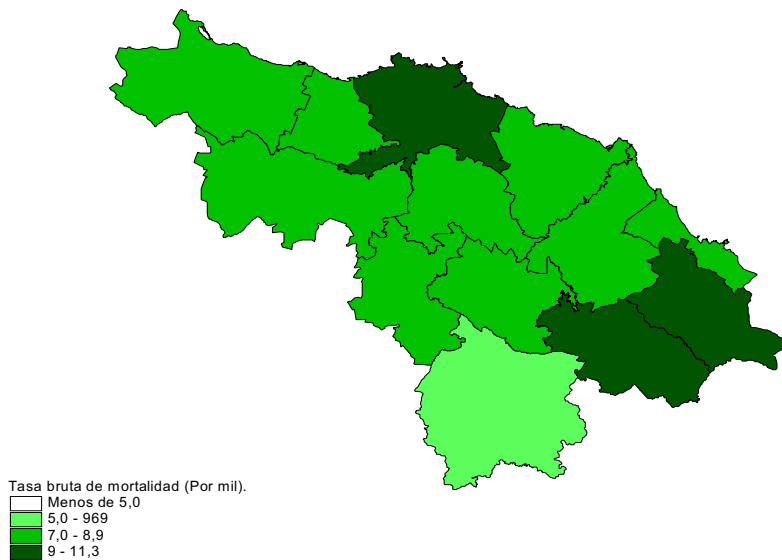 Tasa bruta de mortalidad (Por mil).
Menos de 5,0
5,0 - 969
7,0 - 8,9
9 - 11,3